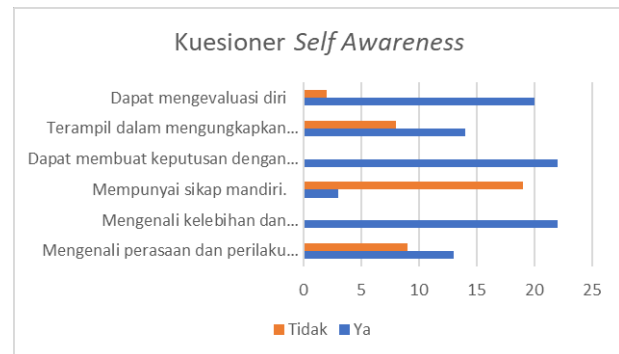 Kuesioner Self Awareness
Dapat mengevaluasi diri
Terampil dalam mengungkapkan...
Dapat membuat keputusan dengan...
Mempunyai sikap mandiri.
Mengenali kelebihan dan...
Mengenali perasaan dan perilaku...
0 5 10 15 20 25
Tidak Ya